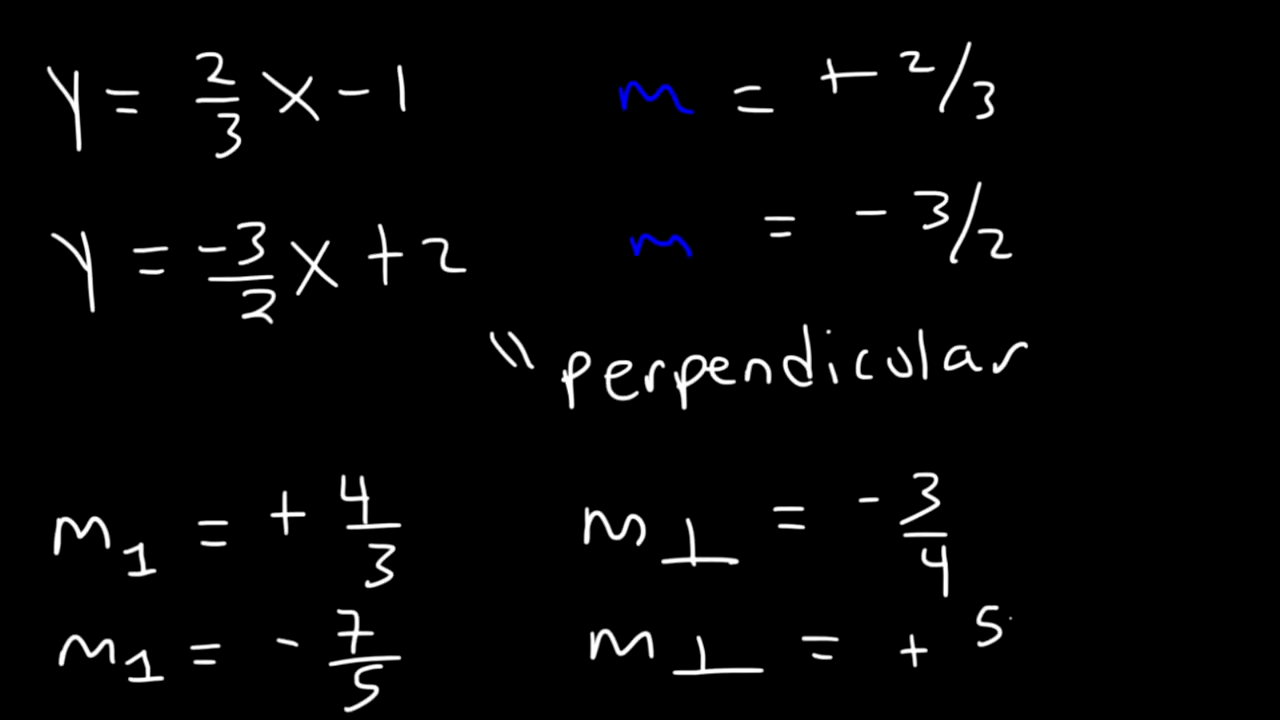 y = 2/3 x - 1 m = + 2/3
y = -3/2 x + 2 m = - 3/2
"perpendicular
m₁ = + 4/3 m⊥ = - 3/4
m₁ = - 7/5 m⊥ = + 5